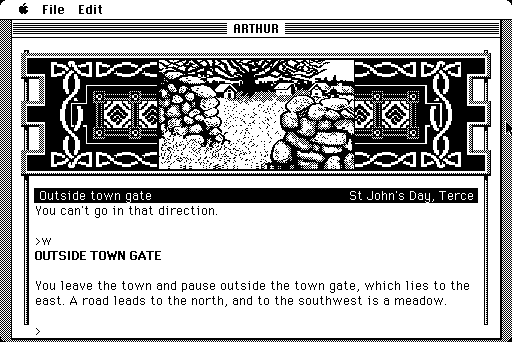 File Edit
ARTHUR
Outside town gate St John's Day, Terce
You can't go in that direction.
>w
OUTSIDE TOWN GATE
You leave the town and pause outside the town gate, which lies to the
east. A road leads to the north, and to the southwest is a meadow.
>